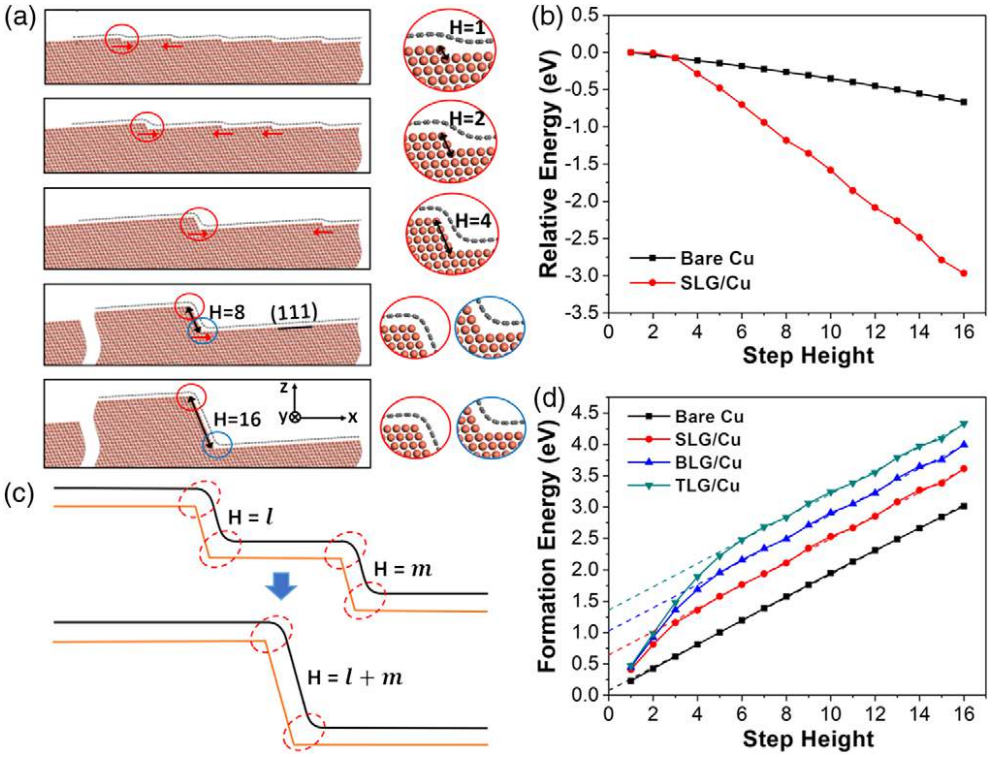 (a)
H=1
H=2
H=4
H=8
(111)
H=16
z
y
x
(b)
0.5
0.0
-0.5
-1.0
-1.5
-2.0
-2.5
-3.0
-3.5
0 2 4 6 8 10 12 14 16
Relative Energy (eV)
Step Height
Bare Cu
SLG/Cu
(c)
H = l
H = m
H = l + m
(d)
4.5
4.0
3.5
3.0
2.5
2.0
1.5
1.0
0.5
0.0
0 2 4 6 8 10 12 14 16
Formation Energy (eV)
Step Height
Bare Cu
SLG/Cu
BLG/Cu
TLG/Cu